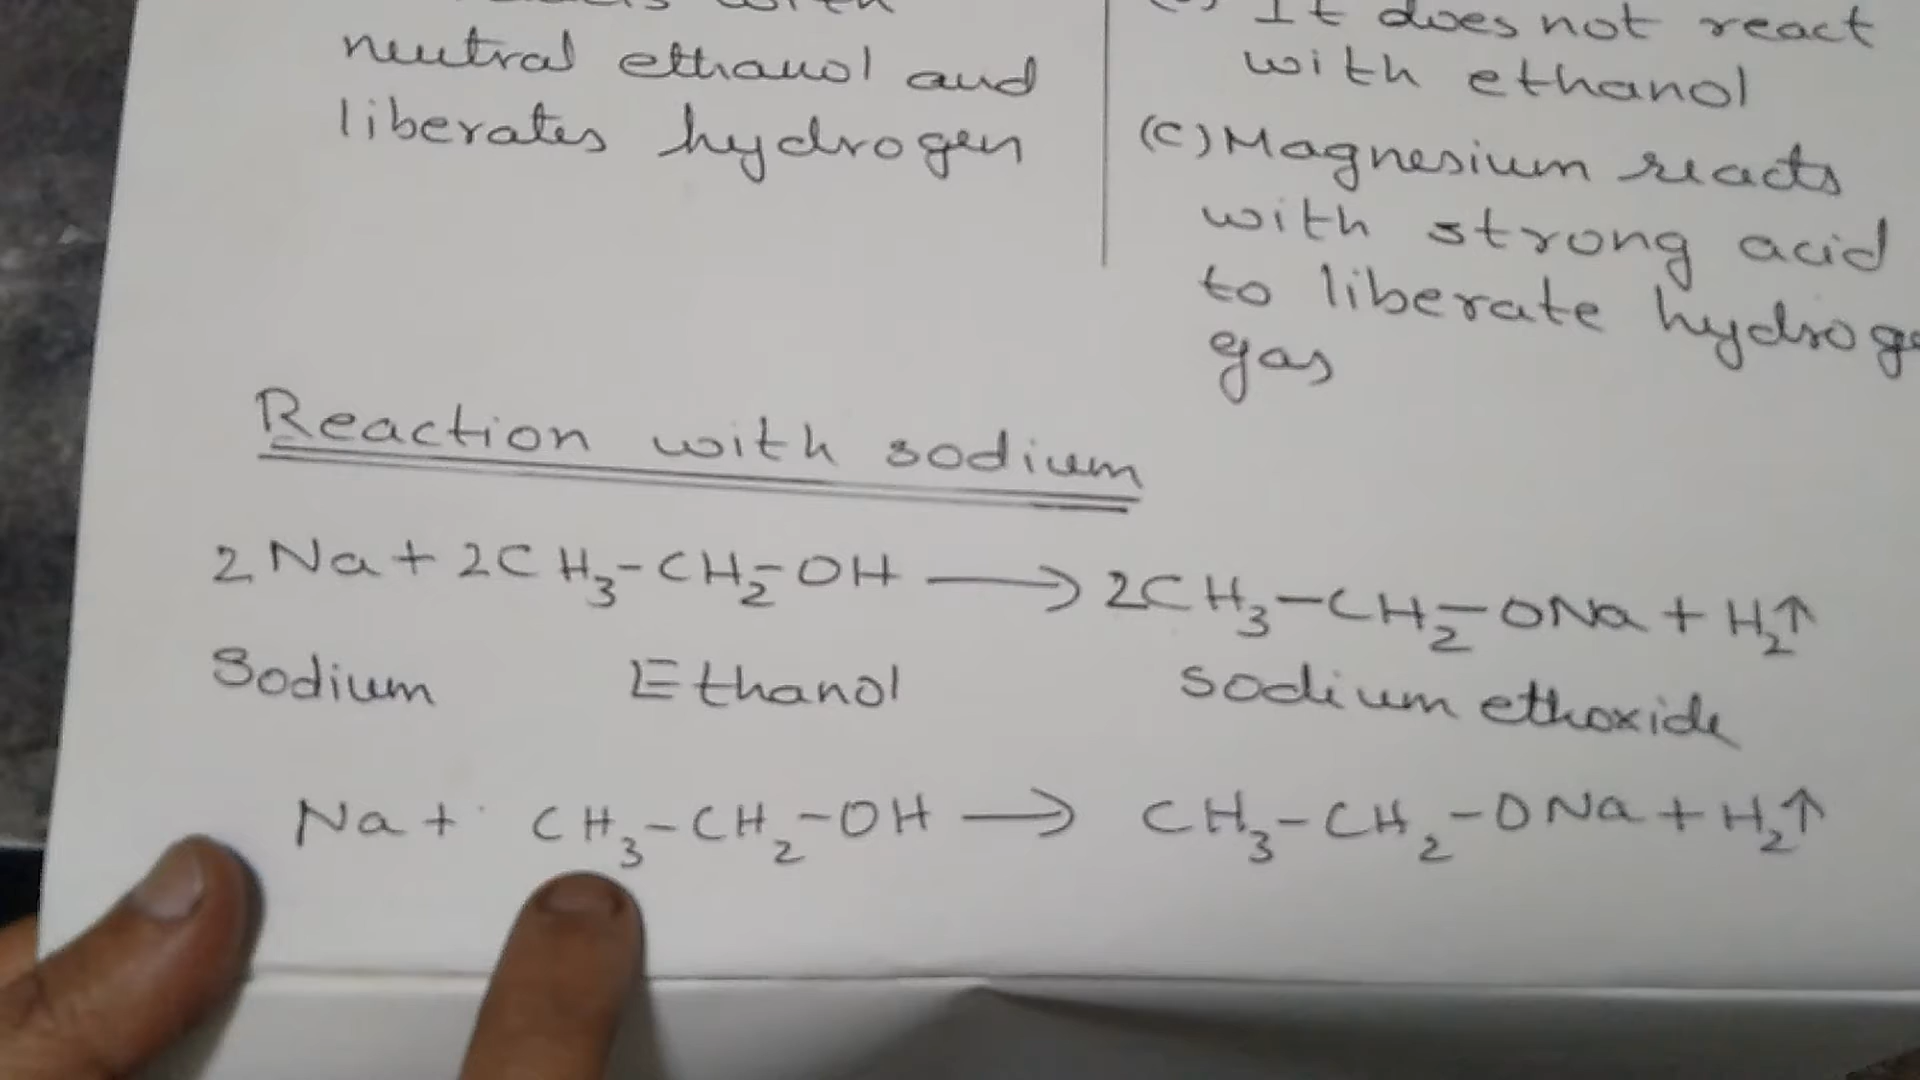 with
neutral ethanol and
liberates hydrogen
It does not react
with ethanol
(C) Magnesium reacts
with strong acid
to liberate hydroge
gas
Reaction with sodium
2Na + 2CH₃-CH₂-OH ⟶ 2CH₃-CH₂-ONa + H₂↑
Sodium Ethanol sodium ethoxide
Na + CH₃-CH₂-OH ⟶ CH₃-CH₂-ONa + H₂↑